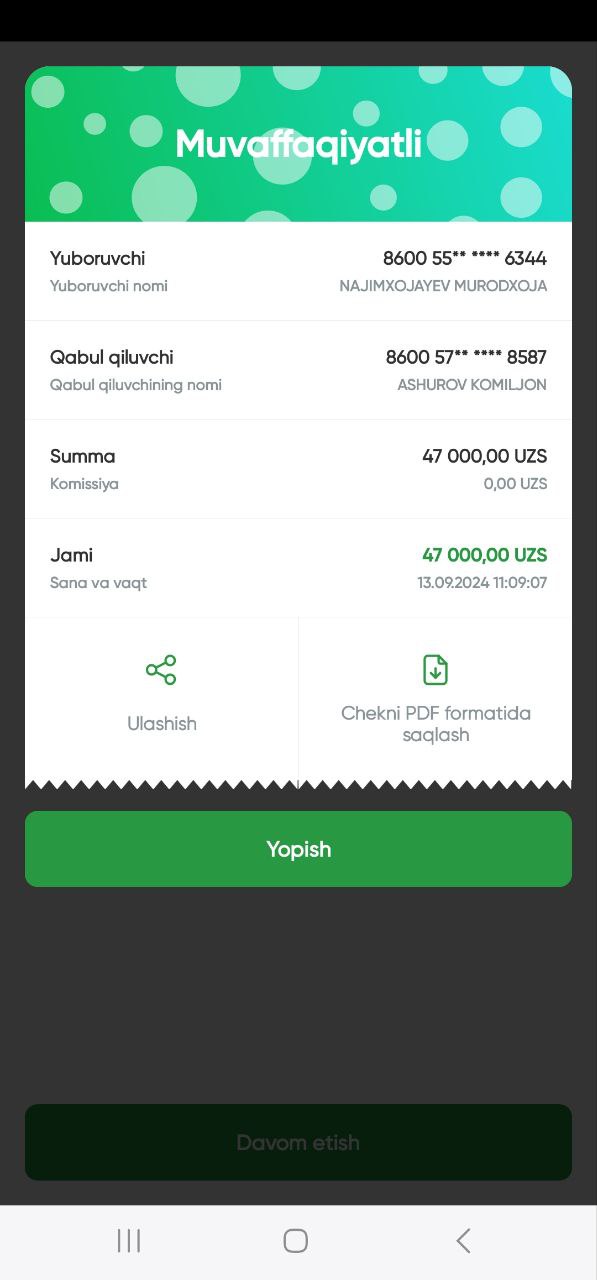 Muvaffaqiyatli
Yuboruvchi 8600 55** **** 6344
Yuboruvchi nomi NAJIMXOJAYEV MURODXOJA
Qabul qiluvchi 8600 57** **** 8587
Qabul qiluvchining nomi ASHUROV KOMILJON
Summa 47 000,00 UZS
Komissiya 0,00 UZS
Jami 47 000,00 UZS
Sana va vaqt 13.09.2024 11:09:07
Ulashish
Chekni PDF formatida
saqlash
Yopish
Davom etish